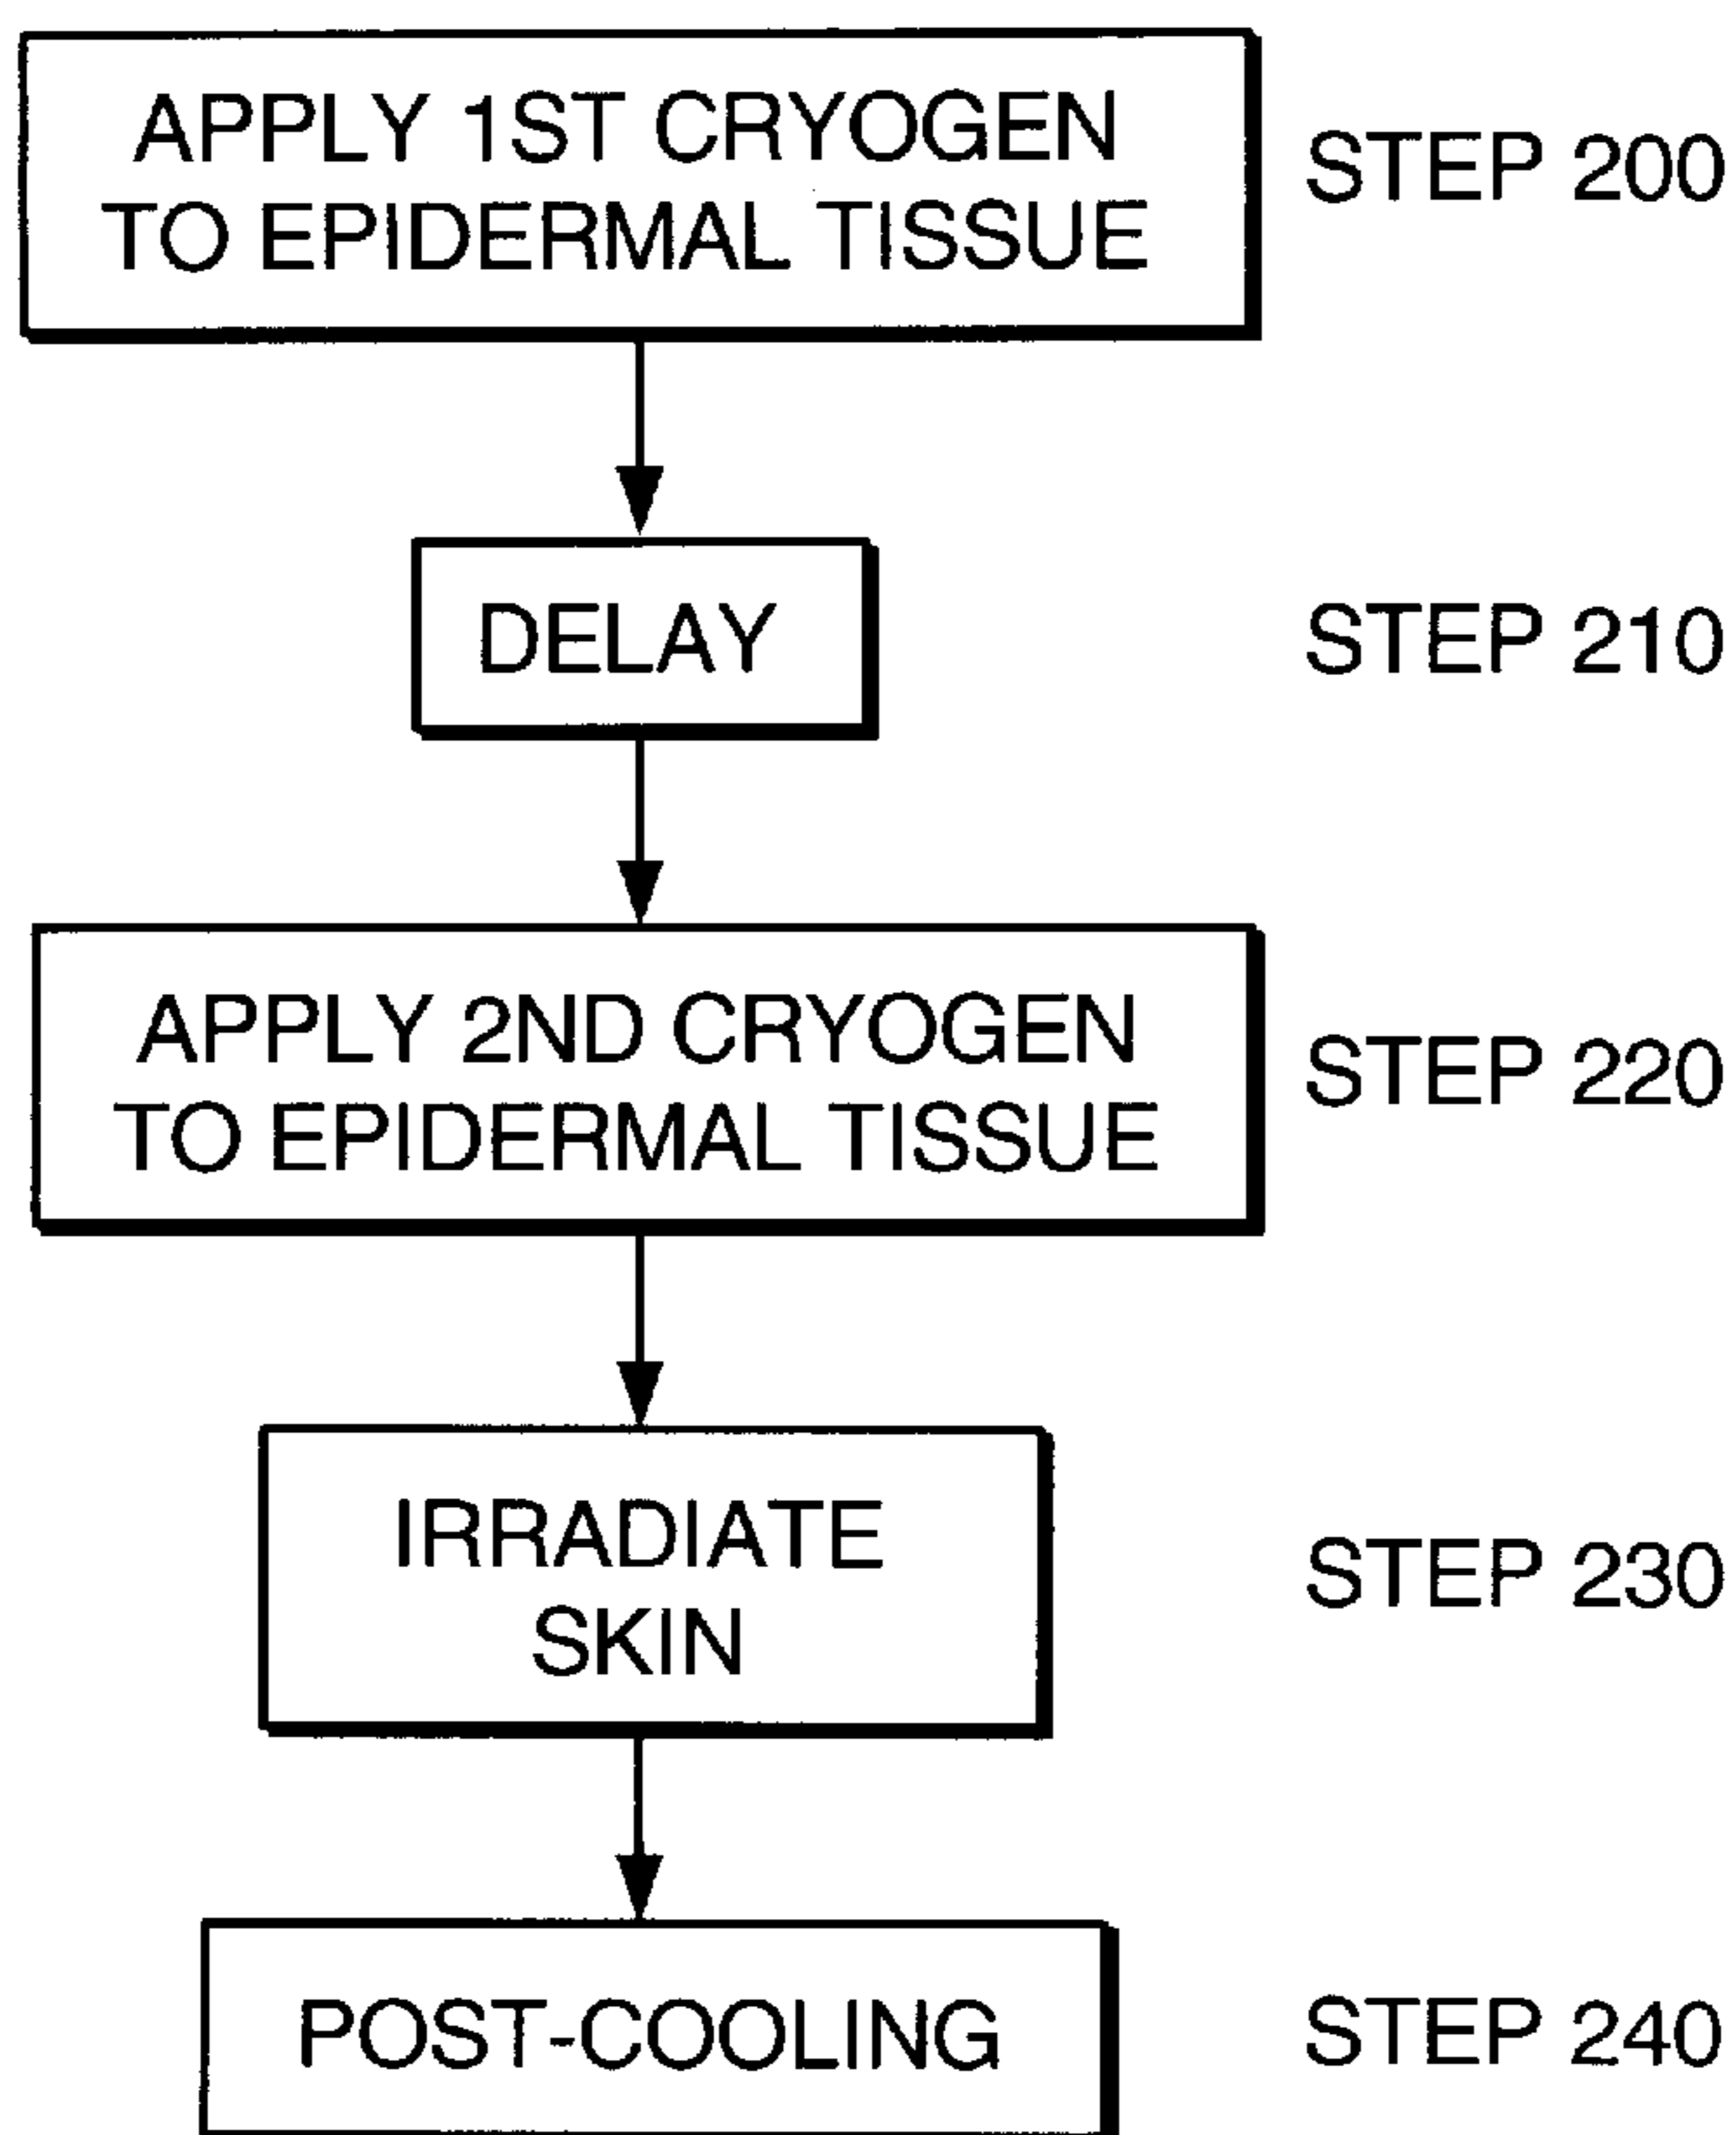 APPLY 1ST CRYOGEN
TO EPIDERMAL TISSUE
STEP 200
DELAY
STEP 210
APPLY 2ND CRYOGEN
TO EPIDERMAL TISSUE
STEP 220
IRRADIATE
SKIN
STEP 230
POST-COOLING
STEP 240